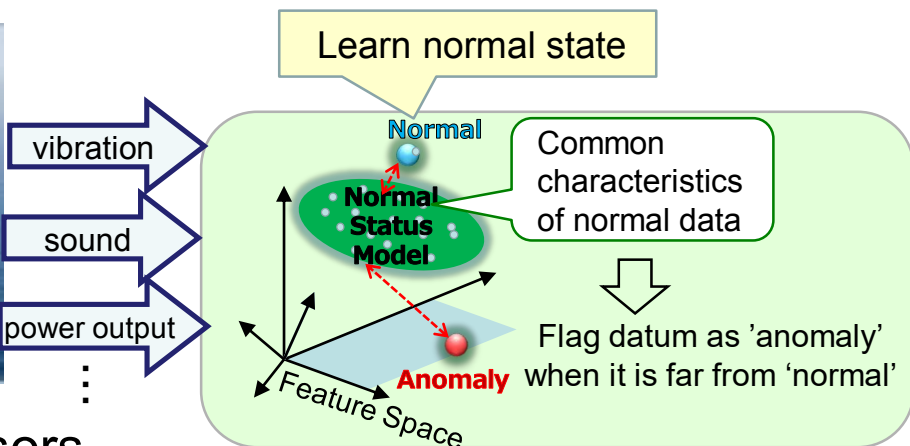 Learn normal state
vibration
sound
power output
⋮
Normal
Normal
Status
Model
Common
characteristics
of normal data
Flag datum as ’anomaly’
when it is far from ‘normal’
Anomaly
Feature Space